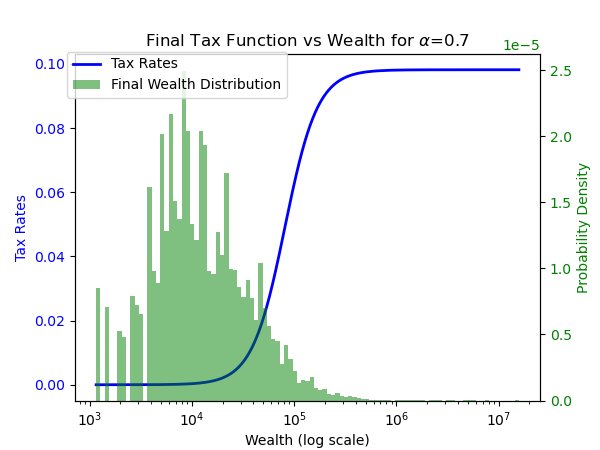 Final Tax Function vs Wealth for α=0.7
1e−5
Tax Rates
Final Wealth Distribution
0.10
0.08
0.06
0.04
0.02
0.00
Tax Rates
2.5
2.0
1.5
1.0
0.5
0.0
Probability Density
10³
10⁴
10⁵
10⁶
10⁷
Wealth (log scale)